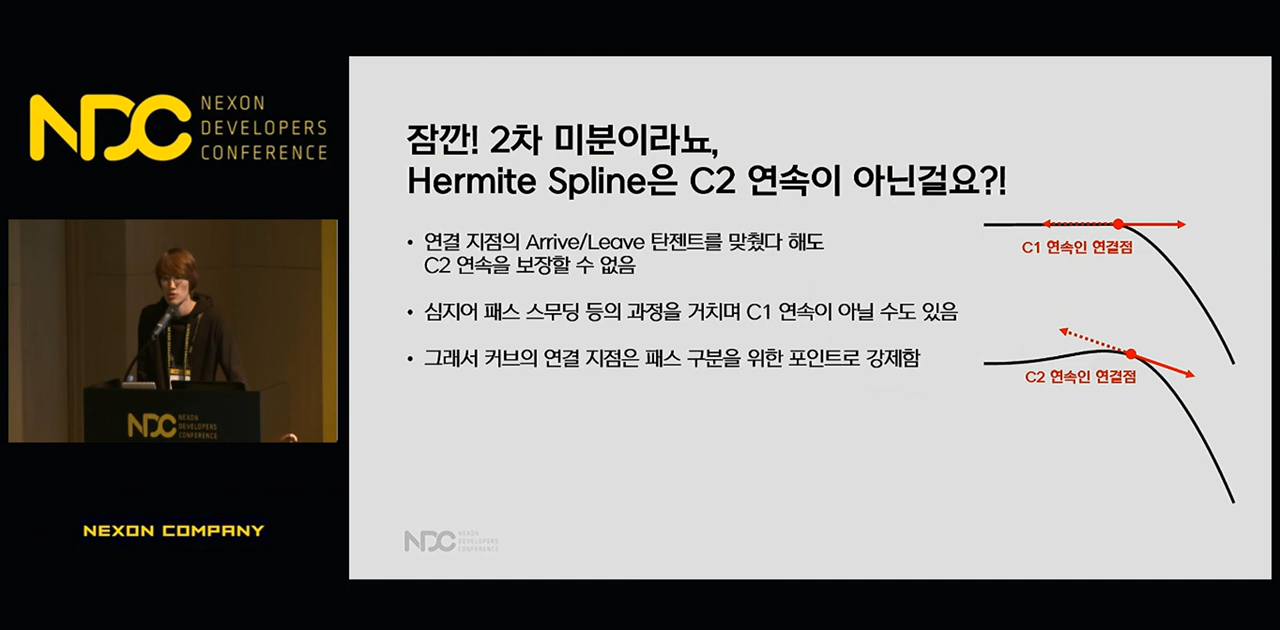 NDC NEXON
DEVELOPERS
CONFERENCE
잠깐! 2차 미분이라뇨,
Hermite Spline은 C2 연속이 아닌걸요?!
• 연결 지점의 Arrive/Leave 탄젠트를 맞췄다 해도
C2 연속을 보장할 수 없음
• 심지어 패스 스무딩 등의 과정을 거치며 C1 연속이 아닐 수도 있음
• 그래서 커브의 연결 지점은 패스 구분을 위한 포인트로 강제함
C1 연속인 연결점
C2 연속인 연결점
NDC NEXON
DEVELOPERS
CONFERENCE
NEXON COMPANY
NDC NEXON
DEVELOPERS
CONFERENCE